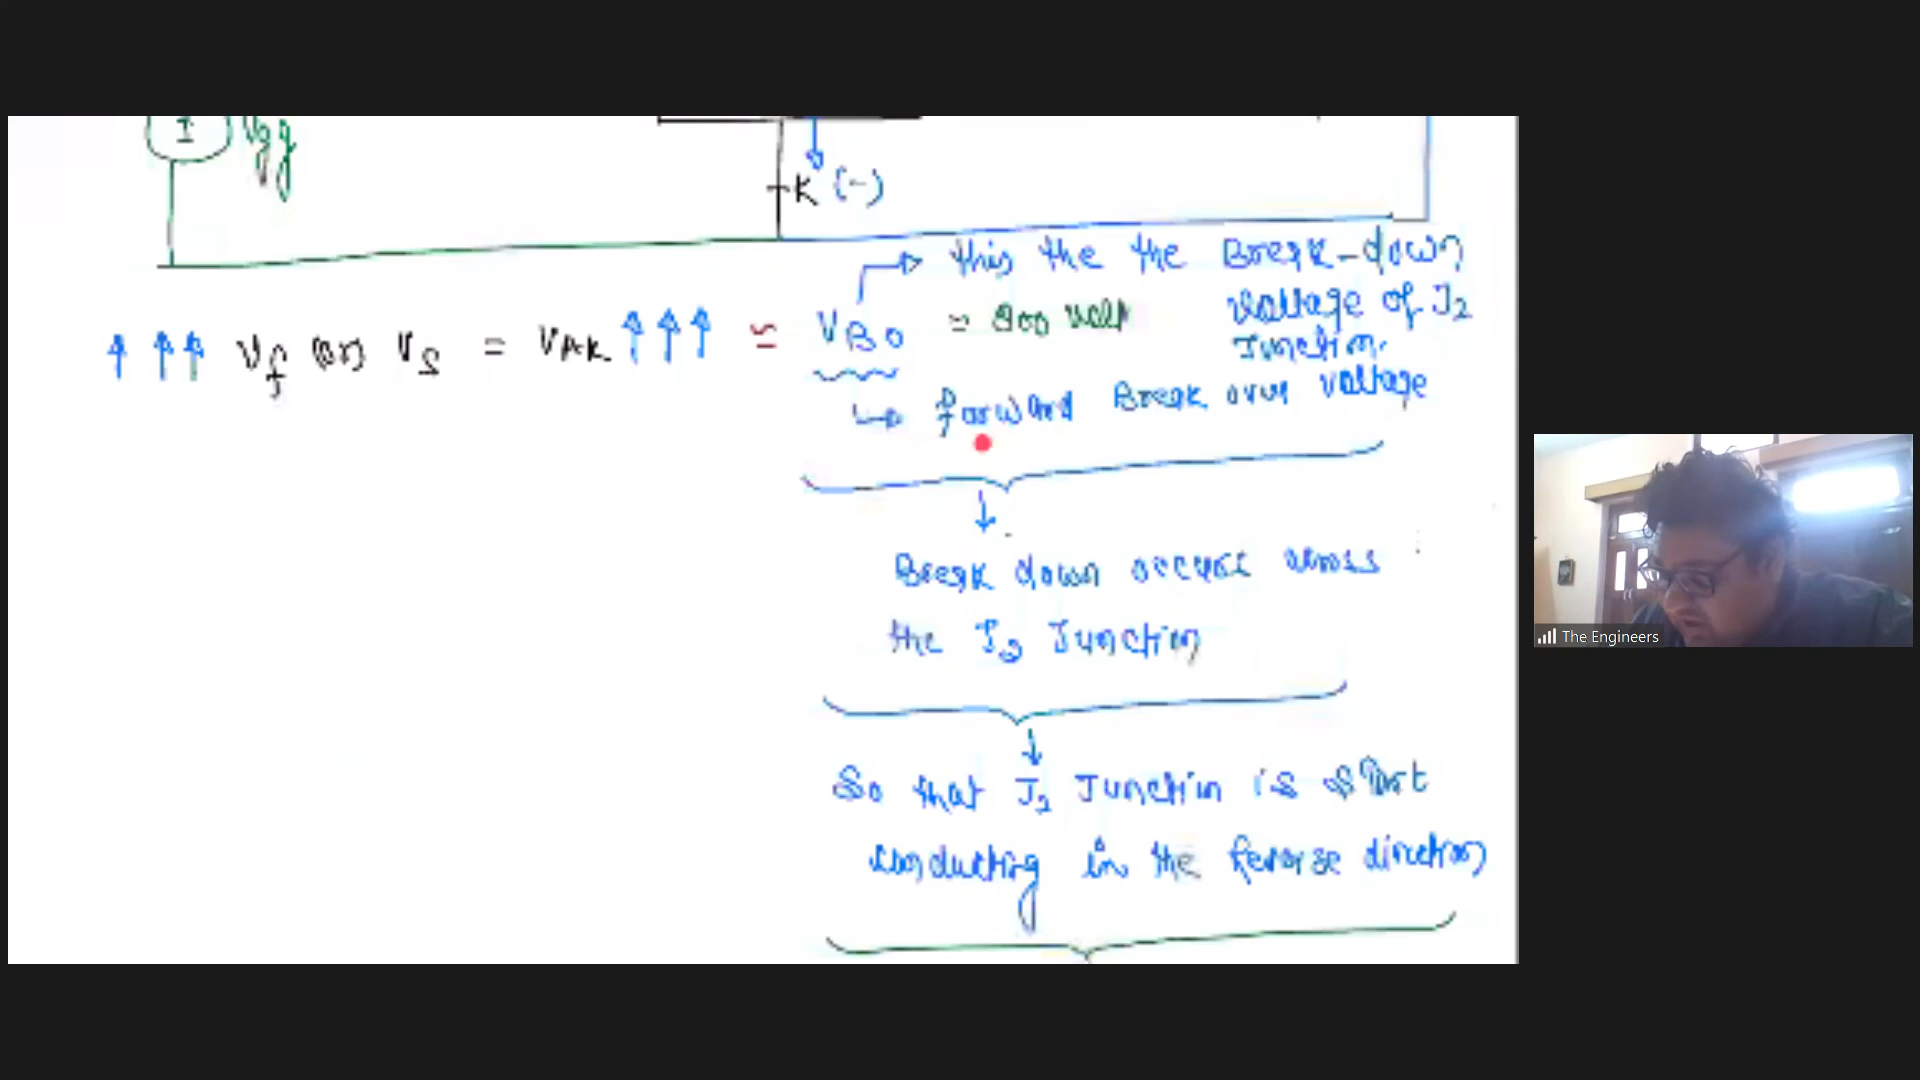 I Vgg
K (-)
this the the Break-down
Voltage of J2
Junction.
↑ ↑ ↑ Vf or Vs = VAK ↑ ↑ ↑ ≃ VBO = 900 volt
↳ forward Break over voltage
Break down occurs across
the J2 Junction
So that J2 Junction is start
conducting in the reverse direction
The Engineers